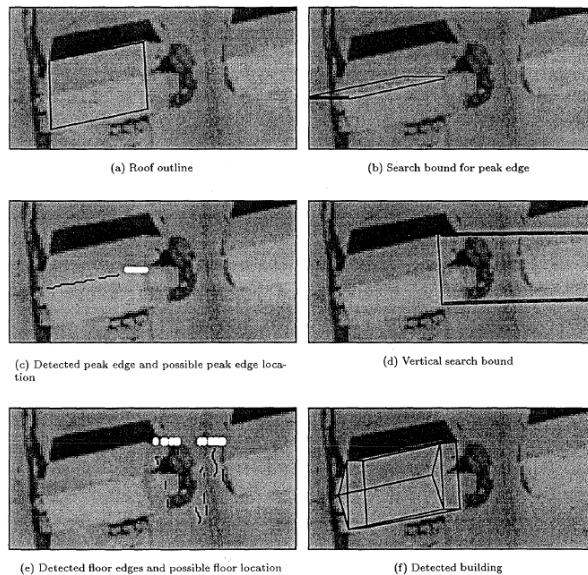 (a) Roof outline
(b) Search bound for peak edge
(c) Detected peak edge and possible peak edge loca-
tion
(d) Vertical search bound
(e) Detected floor edges and possible floor location
(f) Detected building